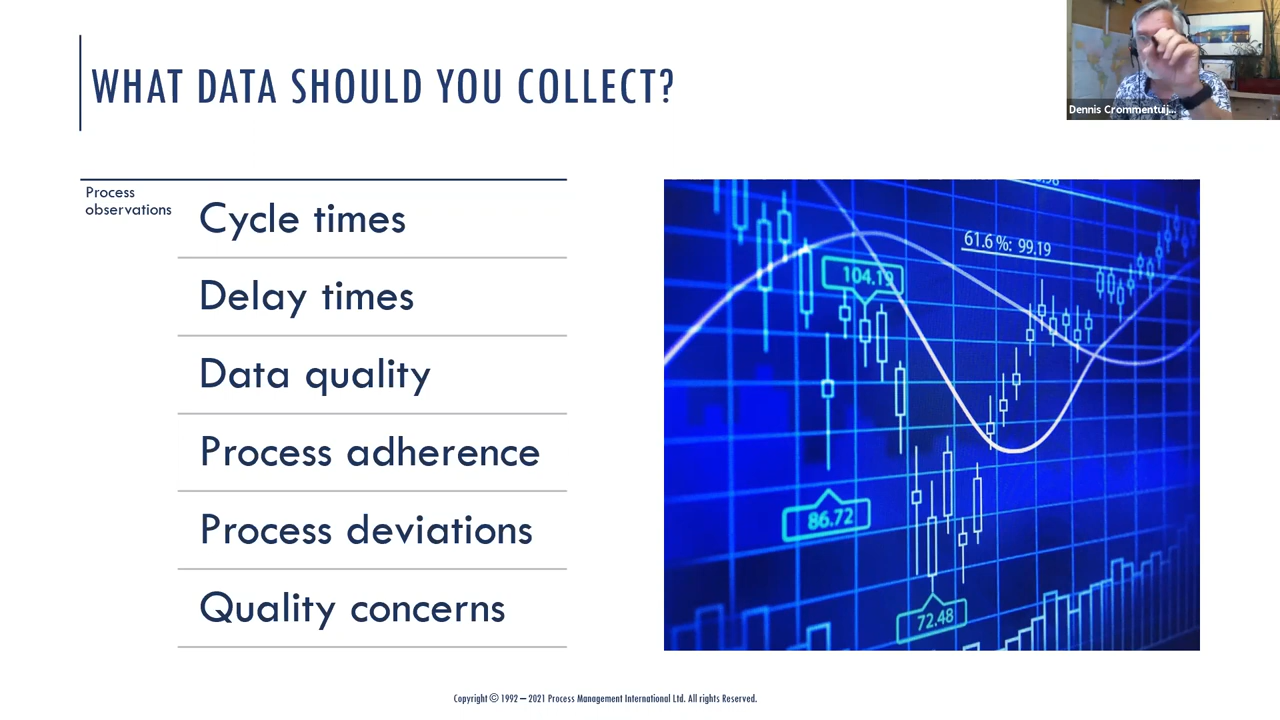 WHAT DATA SHOULD YOU COLLECT?
Dennis Crommentuij...
Process
observations
Cycle times
Delay times
Data quality
Process adherence
Process deviations
Quality concerns
61.6 %: 99.19
104.19
86.72
72.48
Copyright © 1992 – 2021 Process Management International Ltd. All rights Reserved.